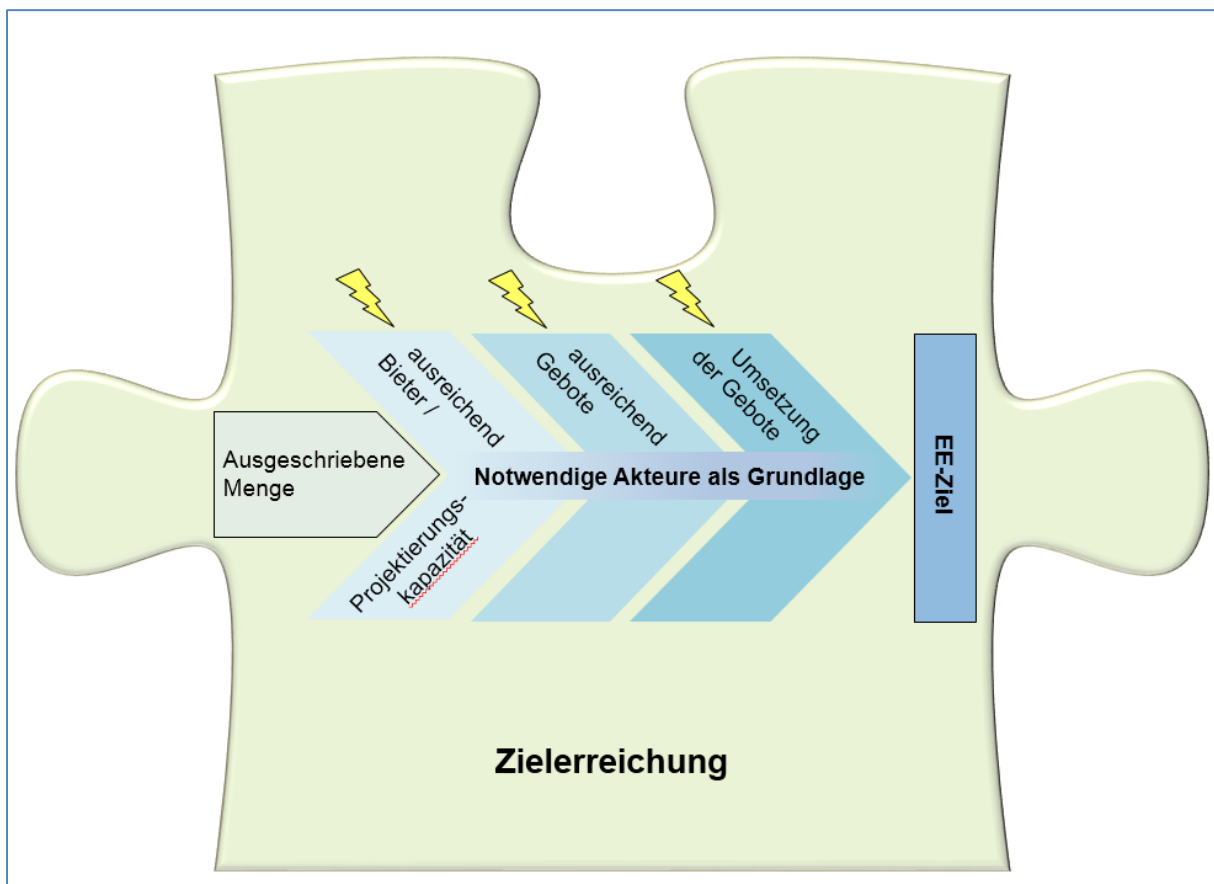 Ausgeschriebene
Menge
ausreichend
Bieter /
Projektierungs-
kapazität
ausreichend
Gebote
Umsetzung
der Gebote
Notwendige Akteure als Grundlage
EE-Ziel
Zielerreichung